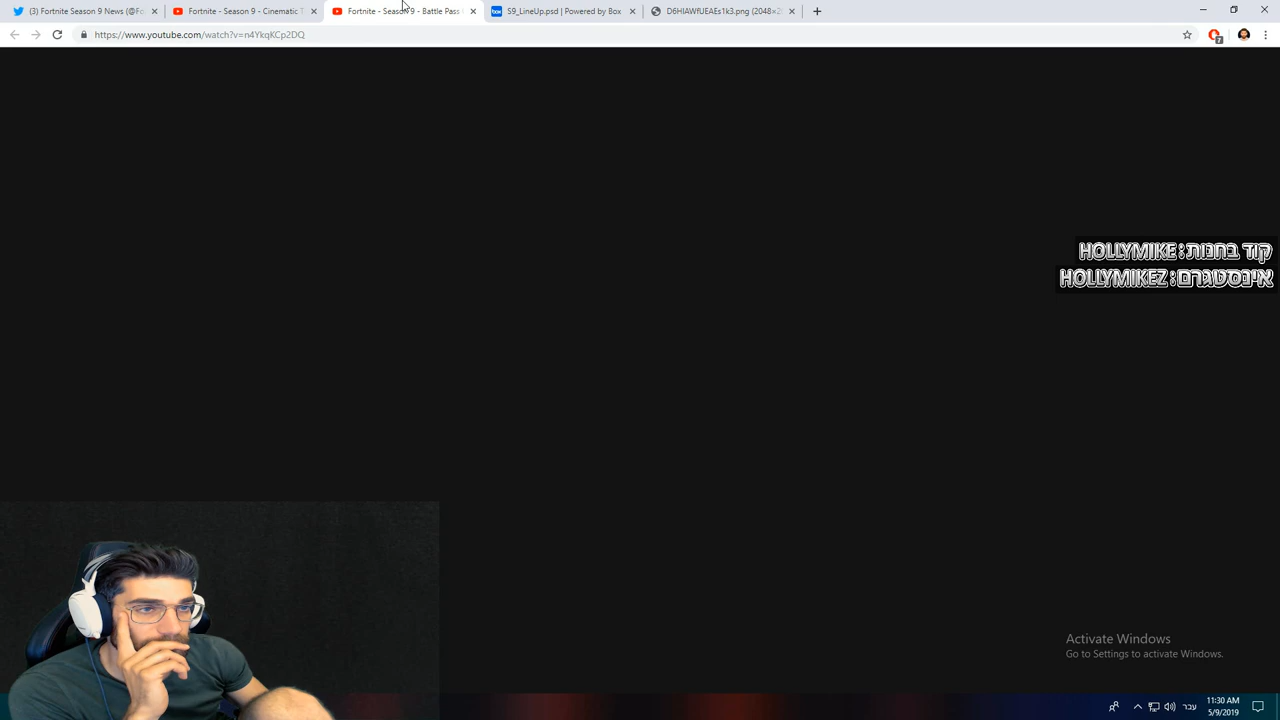 (3) Fortnite Season 9 News (@Fo
Fortnite - Season 9 - Cinematic T
Fortnite - Season 9 - Battle Pass
S9_LineUp.psd | Powered by Box
D6HIAWfUEAEs1k3.png (2048×2
https://www.youtube.com/watch?v=n4YkqKCp2DQ
7
קוד בחנות: HOLLYMIKE
אינסטגרם: HOLLYMIKEZ
Activate Windows
Go to Settings to activate Windows.
עבר
11:30 AM
5/9/2019